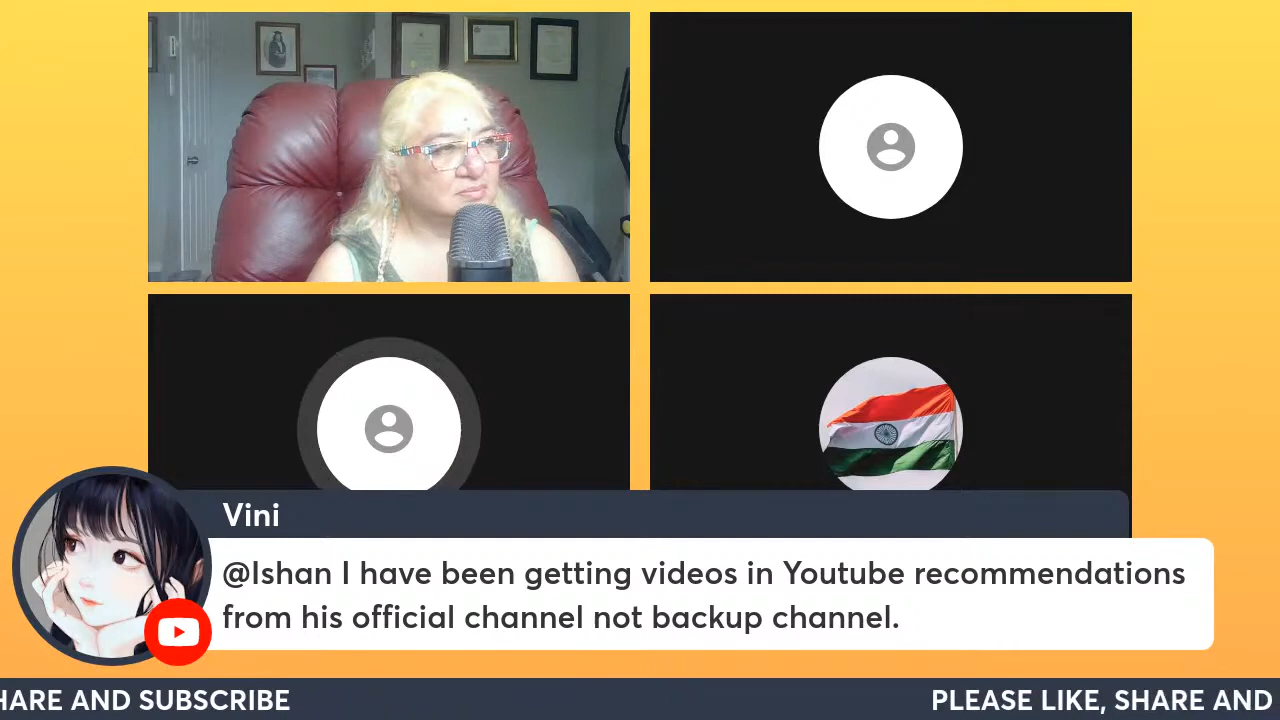 Vini
@Ishan I have been getting videos in Youtube recommendations
from his official channel not backup channel.
HARE AND SUBSCRIBE PLEASE LIKE, SHARE AND